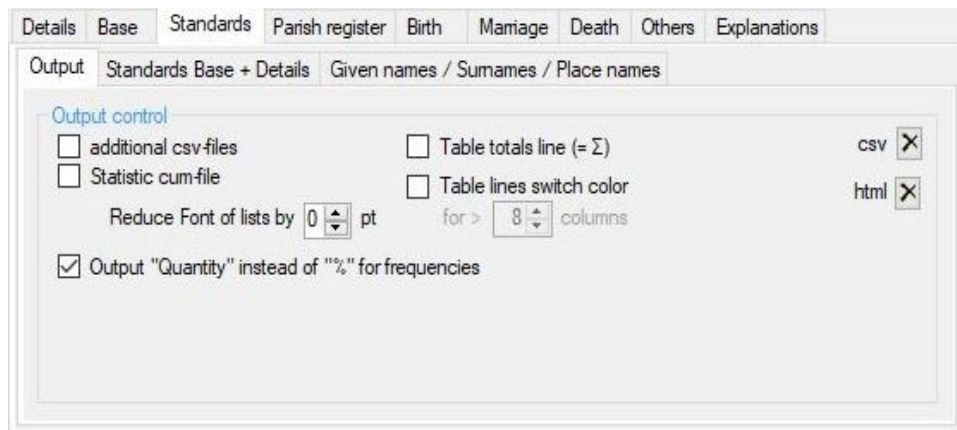 Details Base Standards Parish register Birth Marriage Death Others Explanations
Output Standards Base + Details Given names / Surnames / Place names
Output control
additional csv-files Table totals line (= Σ) csv
Statistic cum-file Table lines switch color html
Reduce Font of lists by 0 pt for > 8 columns
Output "Quantity" instead of "%" for frequencies